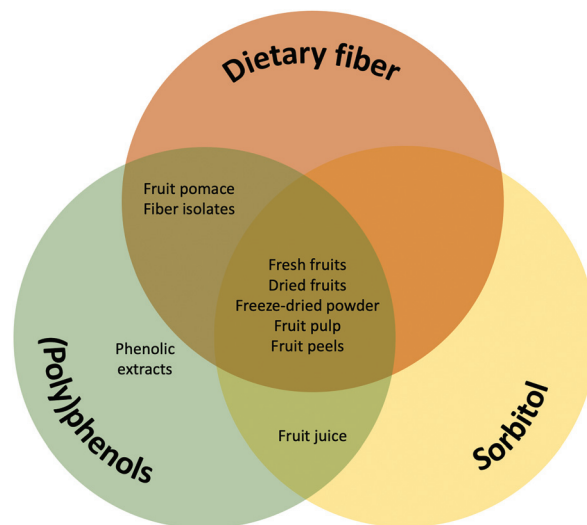 Dietary fiber
Fruit pomace
Fiber isolates
Fresh fruits
Dried fruits
Freeze-dried powder
Fruit pulp
Fruit peels
Phenolic
extracts
(Poly)phenols
Fruit juice
Sorbitol